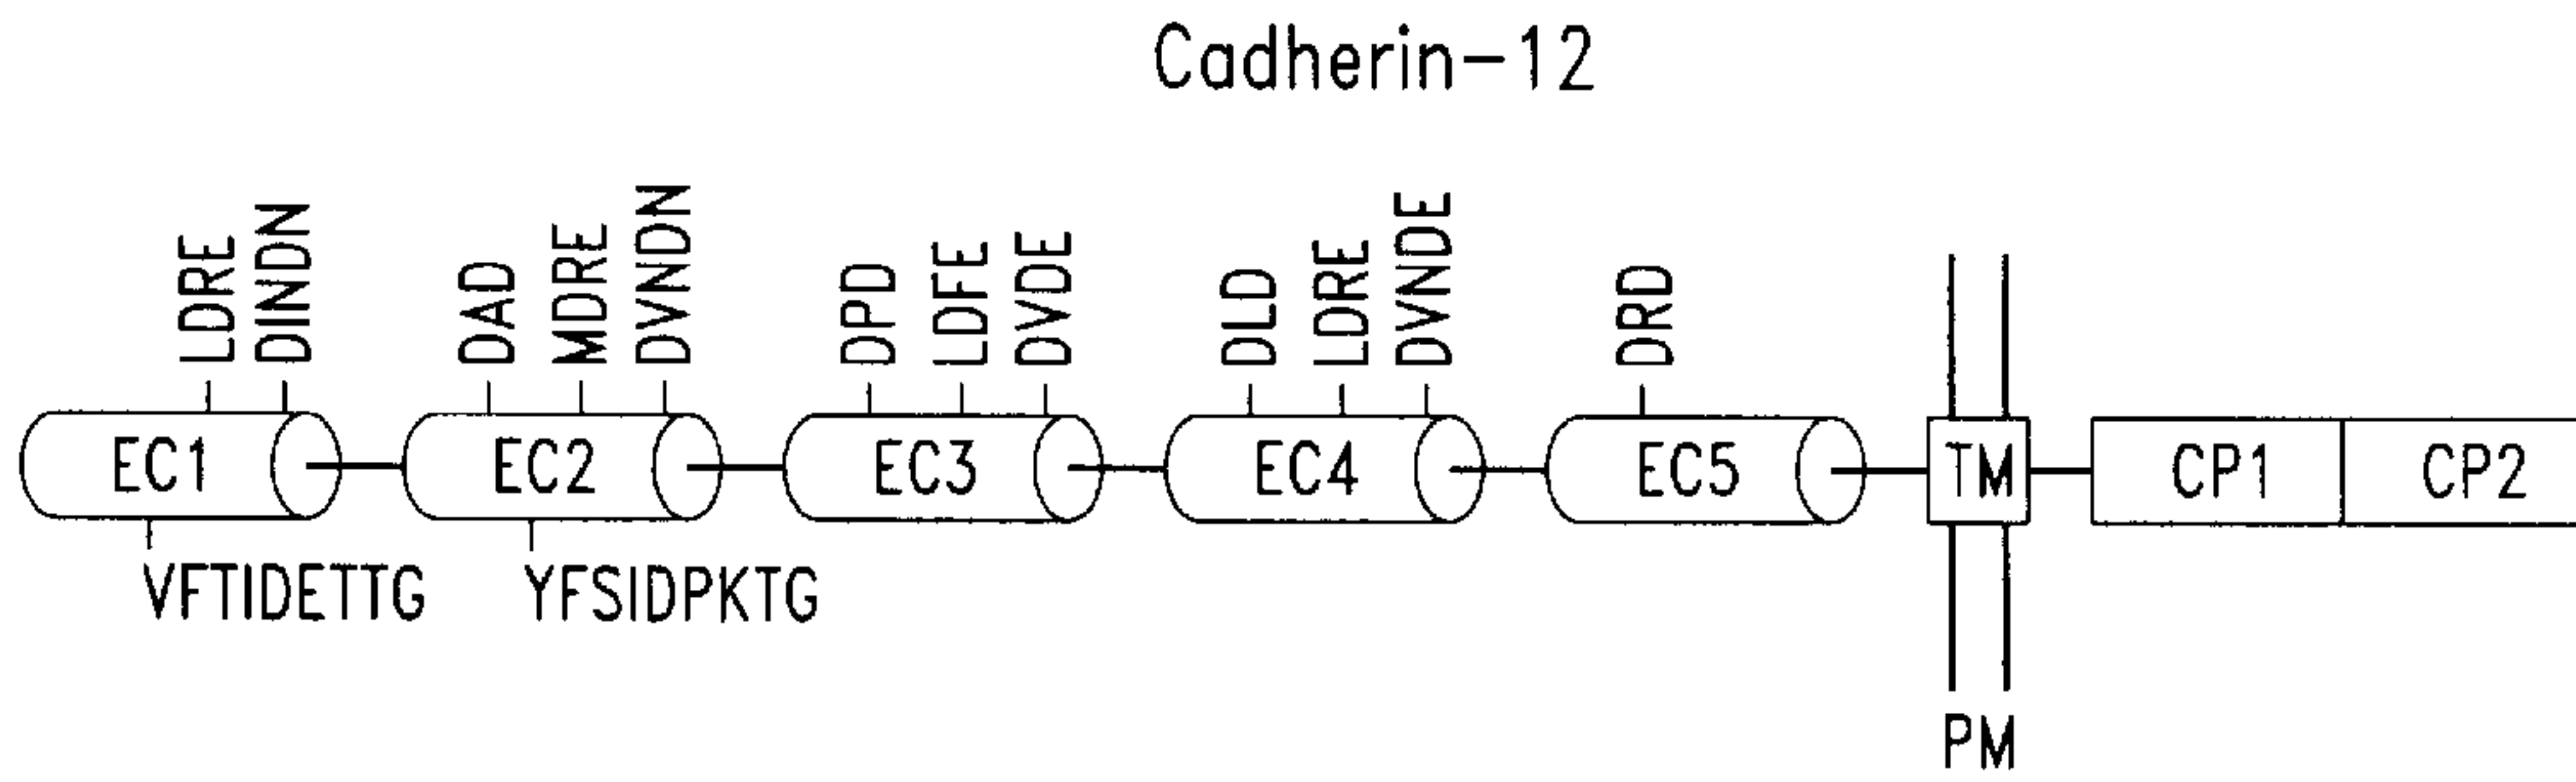 Cadherin-12
LDRE
DINDN
DAD
MDRE
DVNDN
DPD
LDFE
DVDE
DLD
LDRE
DVNDE
DRD
EC1
EC2
EC3
EC4
EC5
TM
CP1
CP2
VFTIDETTG
YFSIDPKTG
PM